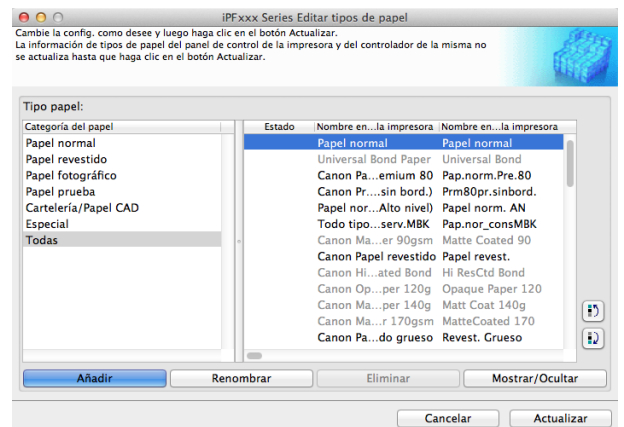 iPFxxx Series Editar tipos de papel
Cambie la config. como desee y luego haga clic en el botón Actualizar.
La información de tipos de papel del panel de control de la impresora y del controlador de la misma no
se actualiza hasta que haga clic en el botón Actualizar.
Tipo papel:
Categoría del papel
Papel normal
Papel revestido
Papel fotográfico
Papel prueba
Cartelería/Papel CAD
Especial
Todas
Estado Nombre en...la impresora Nombre en...la impresora
Papel normal Papel normal
Universal Bond Paper Universal Bond
Canon Pa...emium 80 Pap.norm.Pre.80
Canon Pr....sin bord.) Prm80pr.sinbord.
Papel nor...Alto nivel) Papel norm. AN
Todo tipo...serv.MBK Pap.nor_consMBK
Canon Ma...er 90gsm Matte Coated 90
Canon Papel revestido Papel revest.
Canon Hi...ated Bond Hi ResCtd Bond
Canon Op...per 120g Opaque Paper 120
Canon Ma...per 140g Matt Coat 140g
Canon Ma...r 170gsm MatteCoated 170
Canon Pa...do grueso Revest. Grueso
Añadir Renombrar Eliminar Mostrar/Ocultar
Cancelar Actualizar